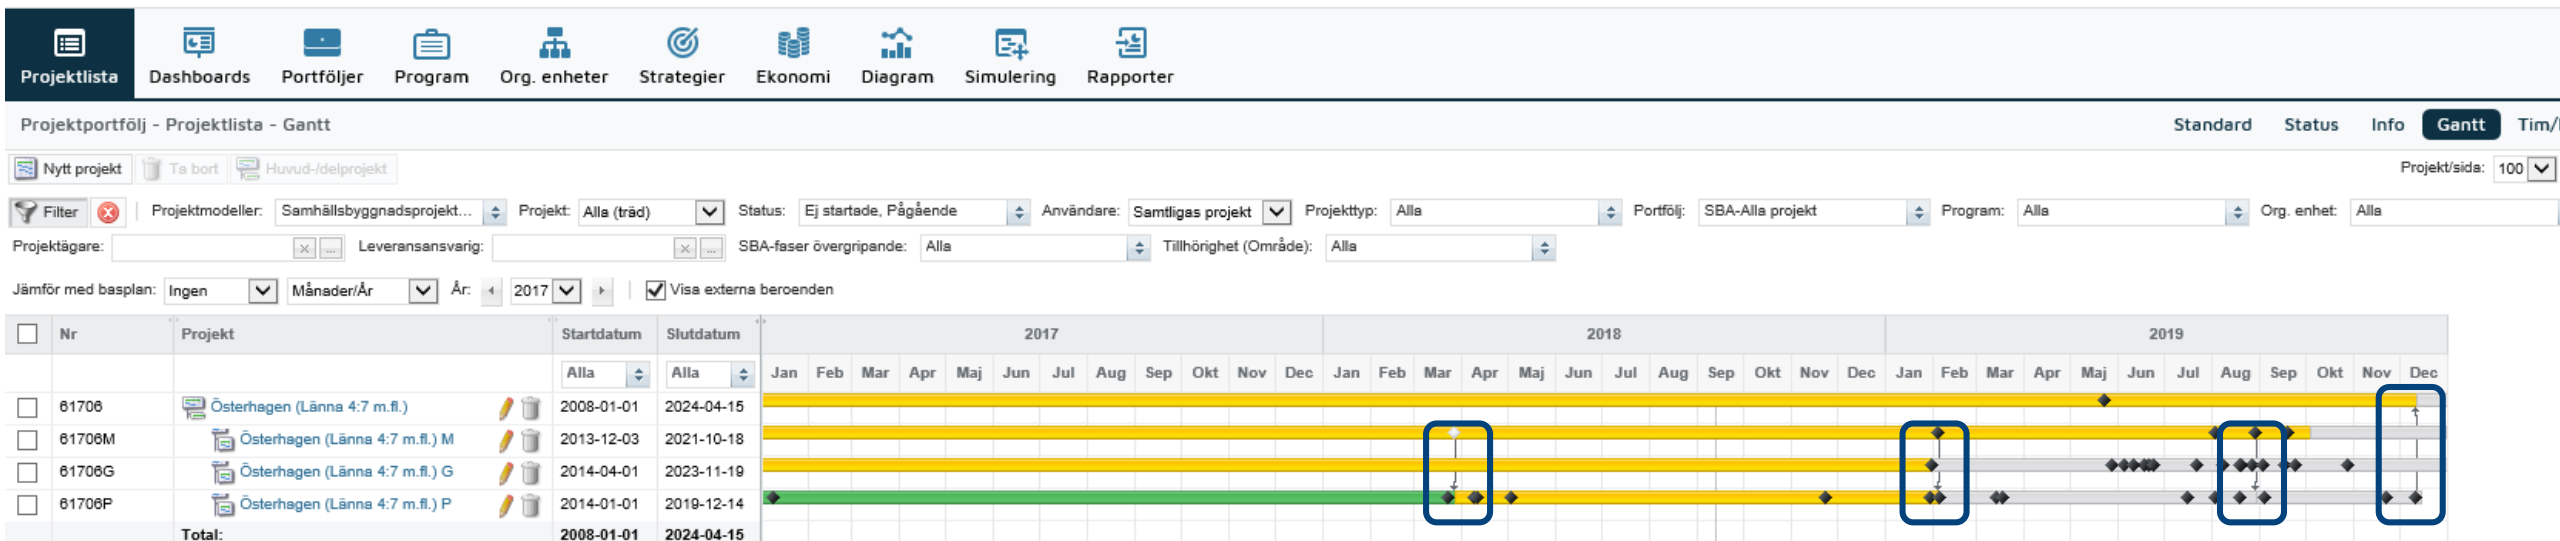 Projektlista Dashboards Portföljer Program Org. enheter Strategier Ekonomi Diagram Simulering Rapporter
Projektportfölj - Projektlista - Gantt Standard Status Info Gantt Tim/
Nytt projekt Ta bort Huvud-/delprojekt Projekt/sida: 100
Filter Projektmodeller: Samhällsbyggnadsprojekt... Projekt: Alla (träd) Status: Ej startade, Pågående Användare: Samtligas projekt Projekttyp: Alla Portfölj: SBA-Alla projekt Program: Alla Org. enhet: Alla
Projektägare: ... Leveransansvarig: ... SBA-faser övergripande: Alla Tillhörighet (Område): Alla
Jämför med basplan: Ingen Månader/År År: 2017 Visa externa beroenden
Nr Projekt Startdatum Slutdatum 2017 2018 2019
Alla Alla Jan Feb Mar Apr Maj Jun Jul Aug Sep Okt Nov Dec Jan Feb Mar Apr Maj Jun Jul Aug Sep Okt Nov Dec Jan Feb Mar Apr Maj Jun Jul Aug Sep Okt Nov Dec
61706 Österhagen (Länna 4:7 m.fl.) 2008-01-01 2024-04-15
61706M Österhagen (Länna 4:7 m.fl.) M 2013-12-03 2021-10-18
61706G Österhagen (Länna 4:7 m.fl.) G 2014-04-01 2023-11-19
61706P Österhagen (Länna 4:7 m.fl.) P 2014-01-01 2019-12-14
Total: 2008-01-01 2024-04-15